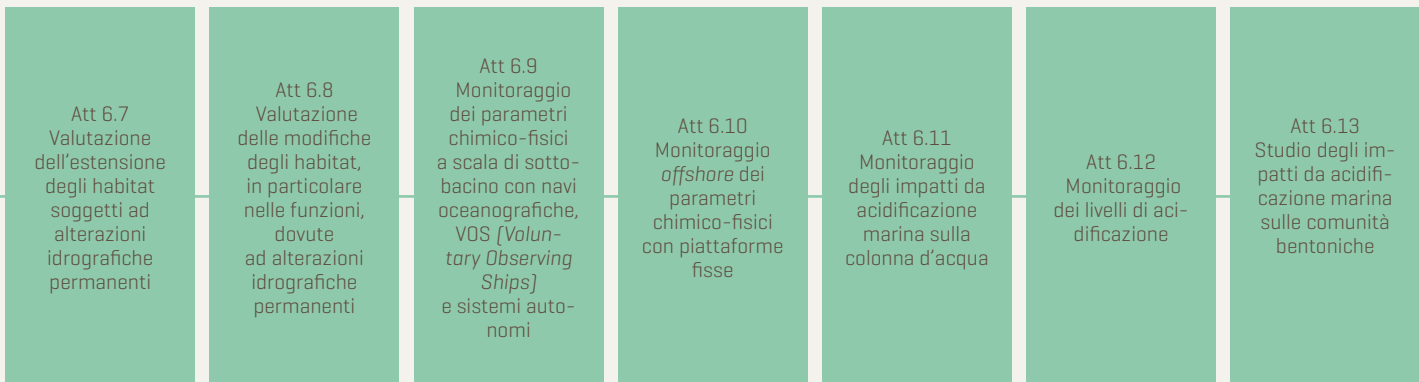 Att 6.7
Valutazione
dell’estensione
degli habitat
soggetti ad
alterazioni
idrografiche
permanenti
Att 6.8
Valutazione
delle modifiche
degli habitat,
in particolare
nelle funzioni,
dovute
ad alterazioni
idrografiche
permanenti
Att 6.9
Monitoraggio
dei parametri
chimico-fisici
a scala di sotto-
bacino con navi
oceanografiche,
VOS (Volun-
tary Observing
Ships)
e sistemi auto-
nomi
Att 6.10
Monitoraggio
offshore dei
parametri
chimico-fisici
con piattaforme
fisse
Att 6.11
Monitoraggio
degli impatti da
acidificazione
marina sulla
colonna d’acqua
Att 6.12
Monitoraggio
dei livelli di aci-
dificazione
Att 6.13
Studio degli im-
patti da acidifi-
cazione marina
sulle comunità
bentoniche